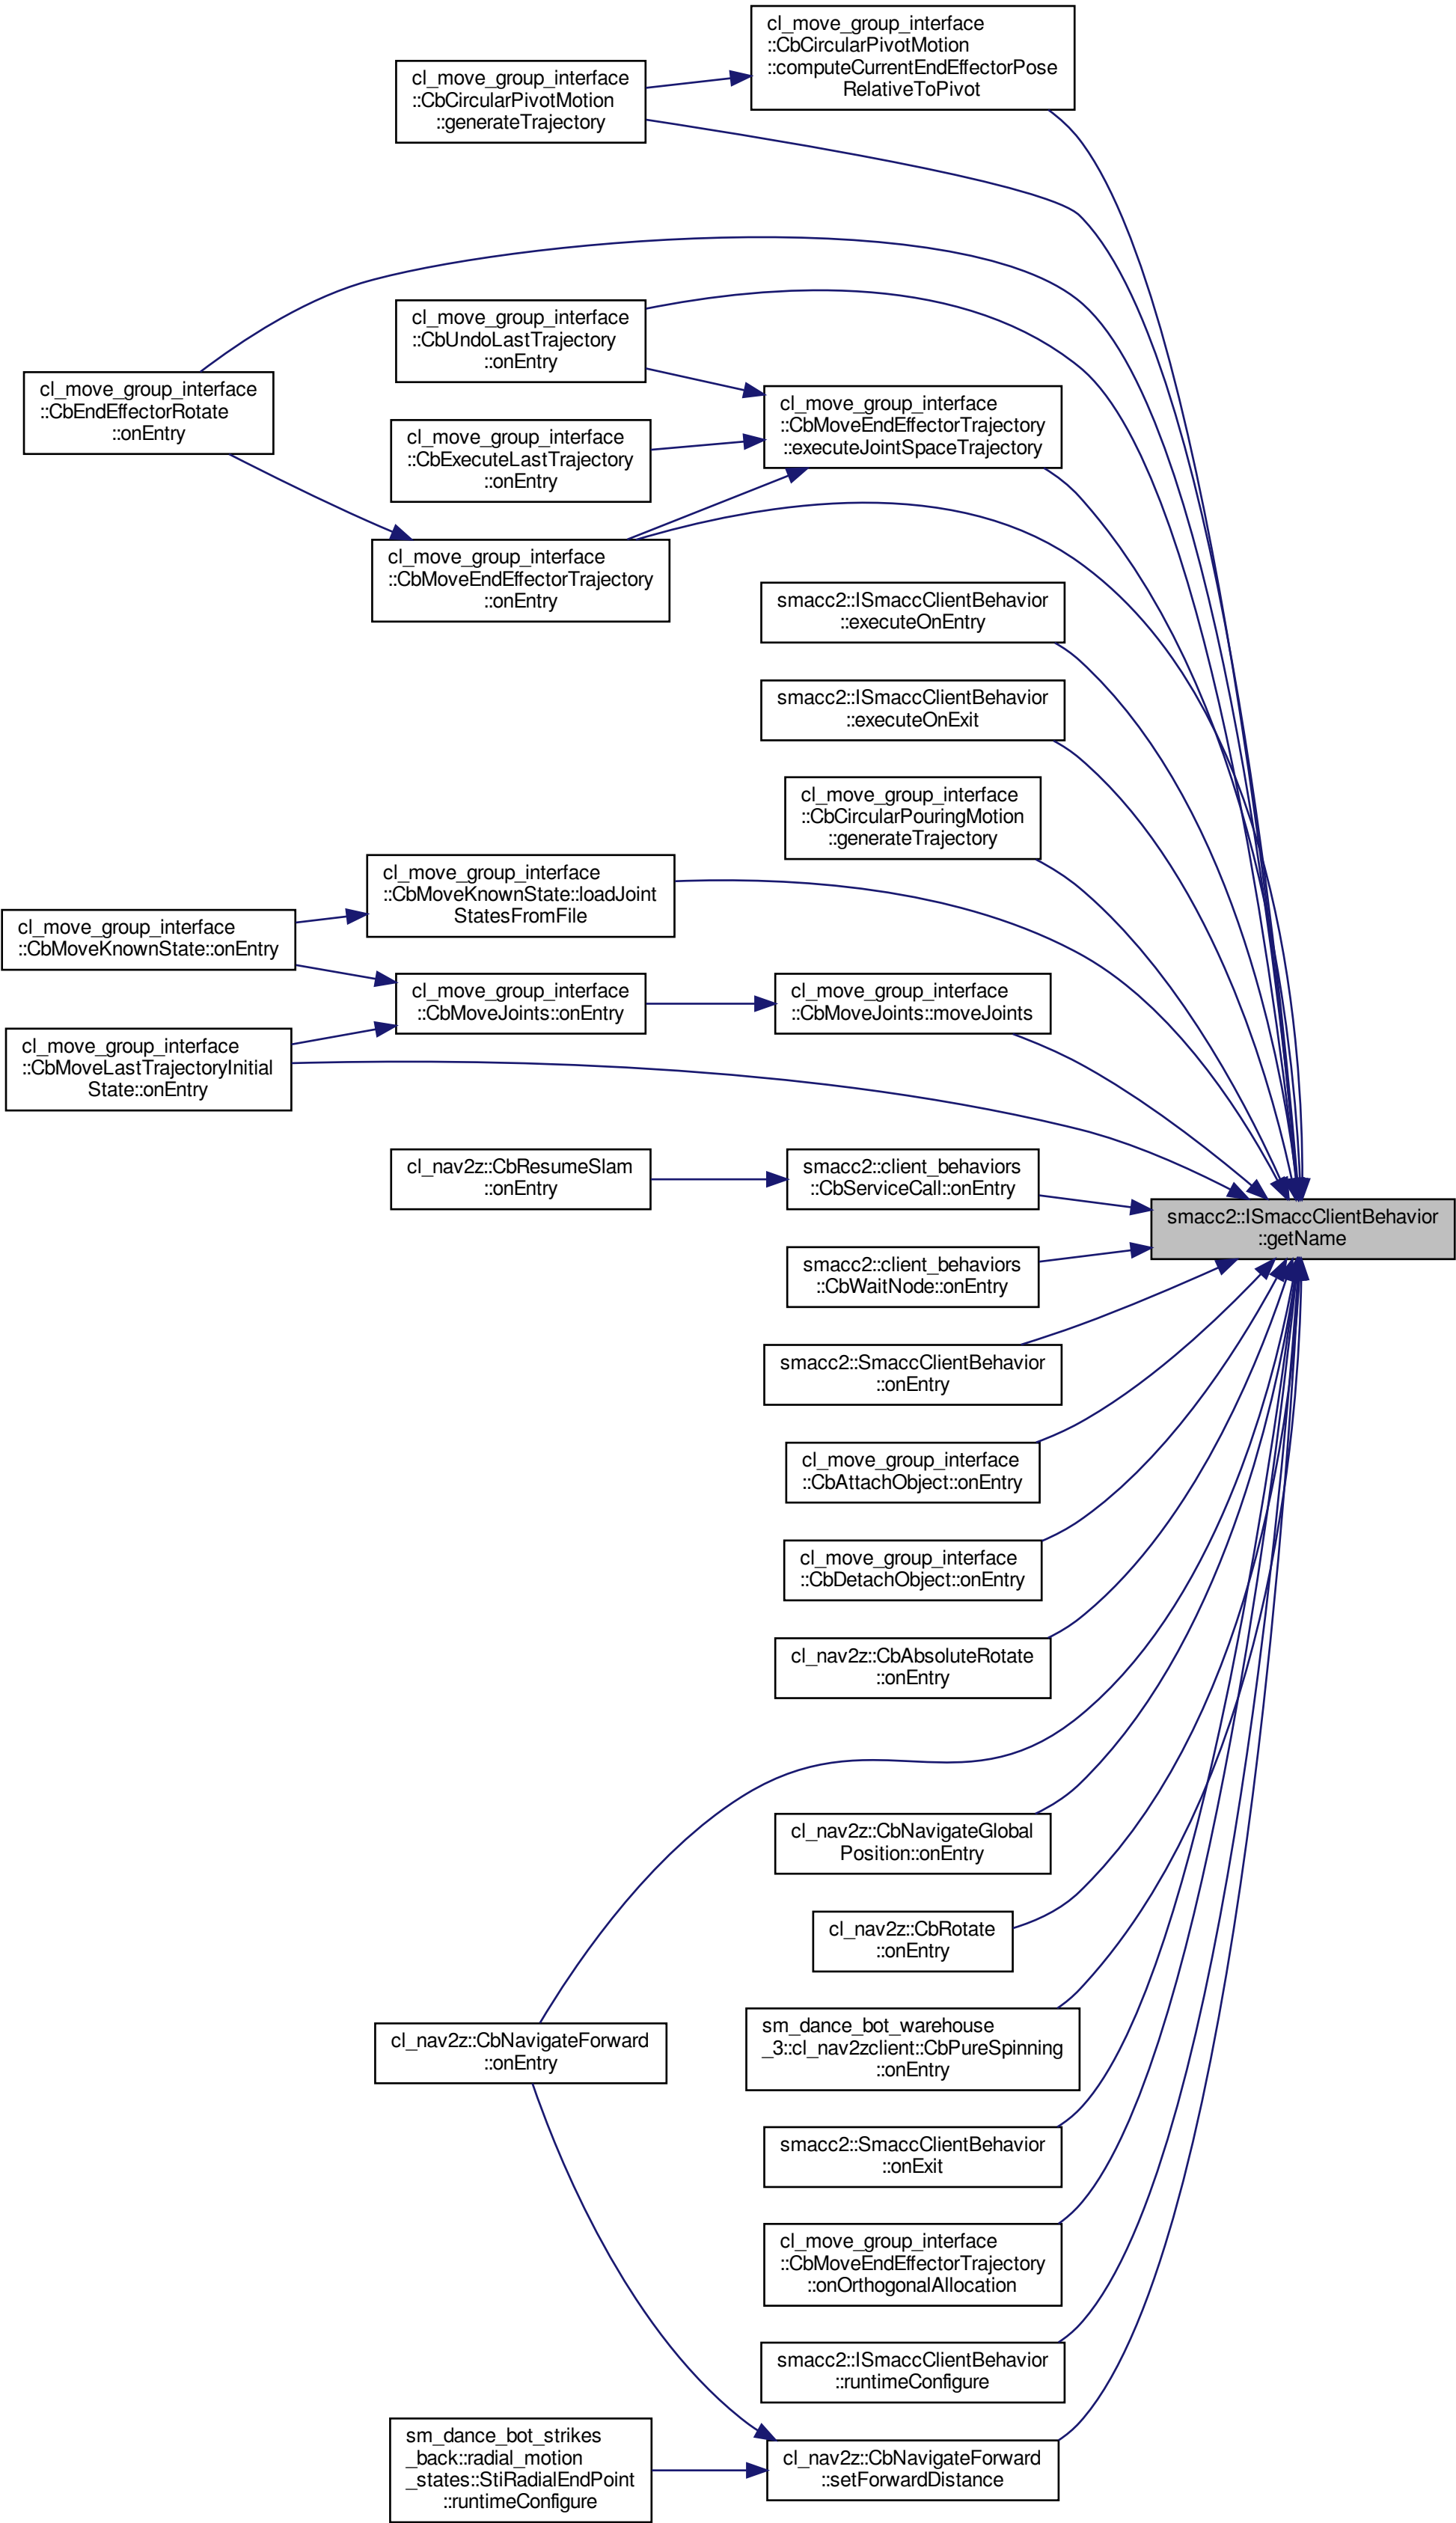 cl_move_group_interface
::CbCircularPivotMotion
::computeCurrentEndEffectorPose
RelativeToPivot
cl_move_group_interface
::CbCircularPivotMotion
::generateTrajectory
cl_move_group_interface
::CbUndoLastTrajectory
::onEntry
cl_move_group_interface
::CbEndEffectorRotate
::onEntry
cl_move_group_interface
::CbMoveEndEffectorTrajectory
::executeJointSpaceTrajectory
cl_move_group_interface
::CbExecuteLastTrajectory
::onEntry
cl_move_group_interface
::CbMoveEndEffectorTrajectory
::onEntry
smacc2::ISmaccClientBehavior
::executeOnEntry
smacc2::ISmaccClientBehavior
::executeOnExit
cl_move_group_interface
::CbCircularPouringMotion
::generateTrajectory
cl_move_group_interface
::CbMoveKnownState::loadJoint
StatesFromFile
cl_move_group_interface
::CbMoveKnownState::onEntry
cl_move_group_interface
::CbMoveJoints::onEntry
cl_move_group_interface
::CbMoveJoints::moveJoints
cl_move_group_interface
::CbMoveLastTrajectoryInitial
State::onEntry
cl_nav2z::CbResumeSlam
::onEntry
smacc2::client_behaviors
::CbServiceCall::onEntry
smacc2::ISmaccClientBehavior
::getName
smacc2::client_behaviors
::CbWaitNode::onEntry
smacc2::SmaccClientBehavior
::onEntry
cl_move_group_interface
::CbAttachObject::onEntry
cl_move_group_interface
::CbDetachObject::onEntry
cl_nav2z::CbAbsoluteRotate
::onEntry
cl_nav2z::CbNavigateGlobal
Position::onEntry
cl_nav2z::CbRotate
::onEntry
cl_nav2z::CbNavigateForward
::onEntry
sm_dance_bot_warehouse
_3::cl_nav2zclient::CbPureSpinning
::onEntry
smacc2::SmaccClientBehavior
::onExit
cl_move_group_interface
::CbMoveEndEffectorTrajectory
::onOrthogonalAllocation
smacc2::ISmaccClientBehavior
::runtimeConfigure
sm_dance_bot_strikes
_back::radial_motion
_states::StiRadialEndPoint
::runtimeConfigure
cl_nav2z::CbNavigateForward
::setForwardDistance